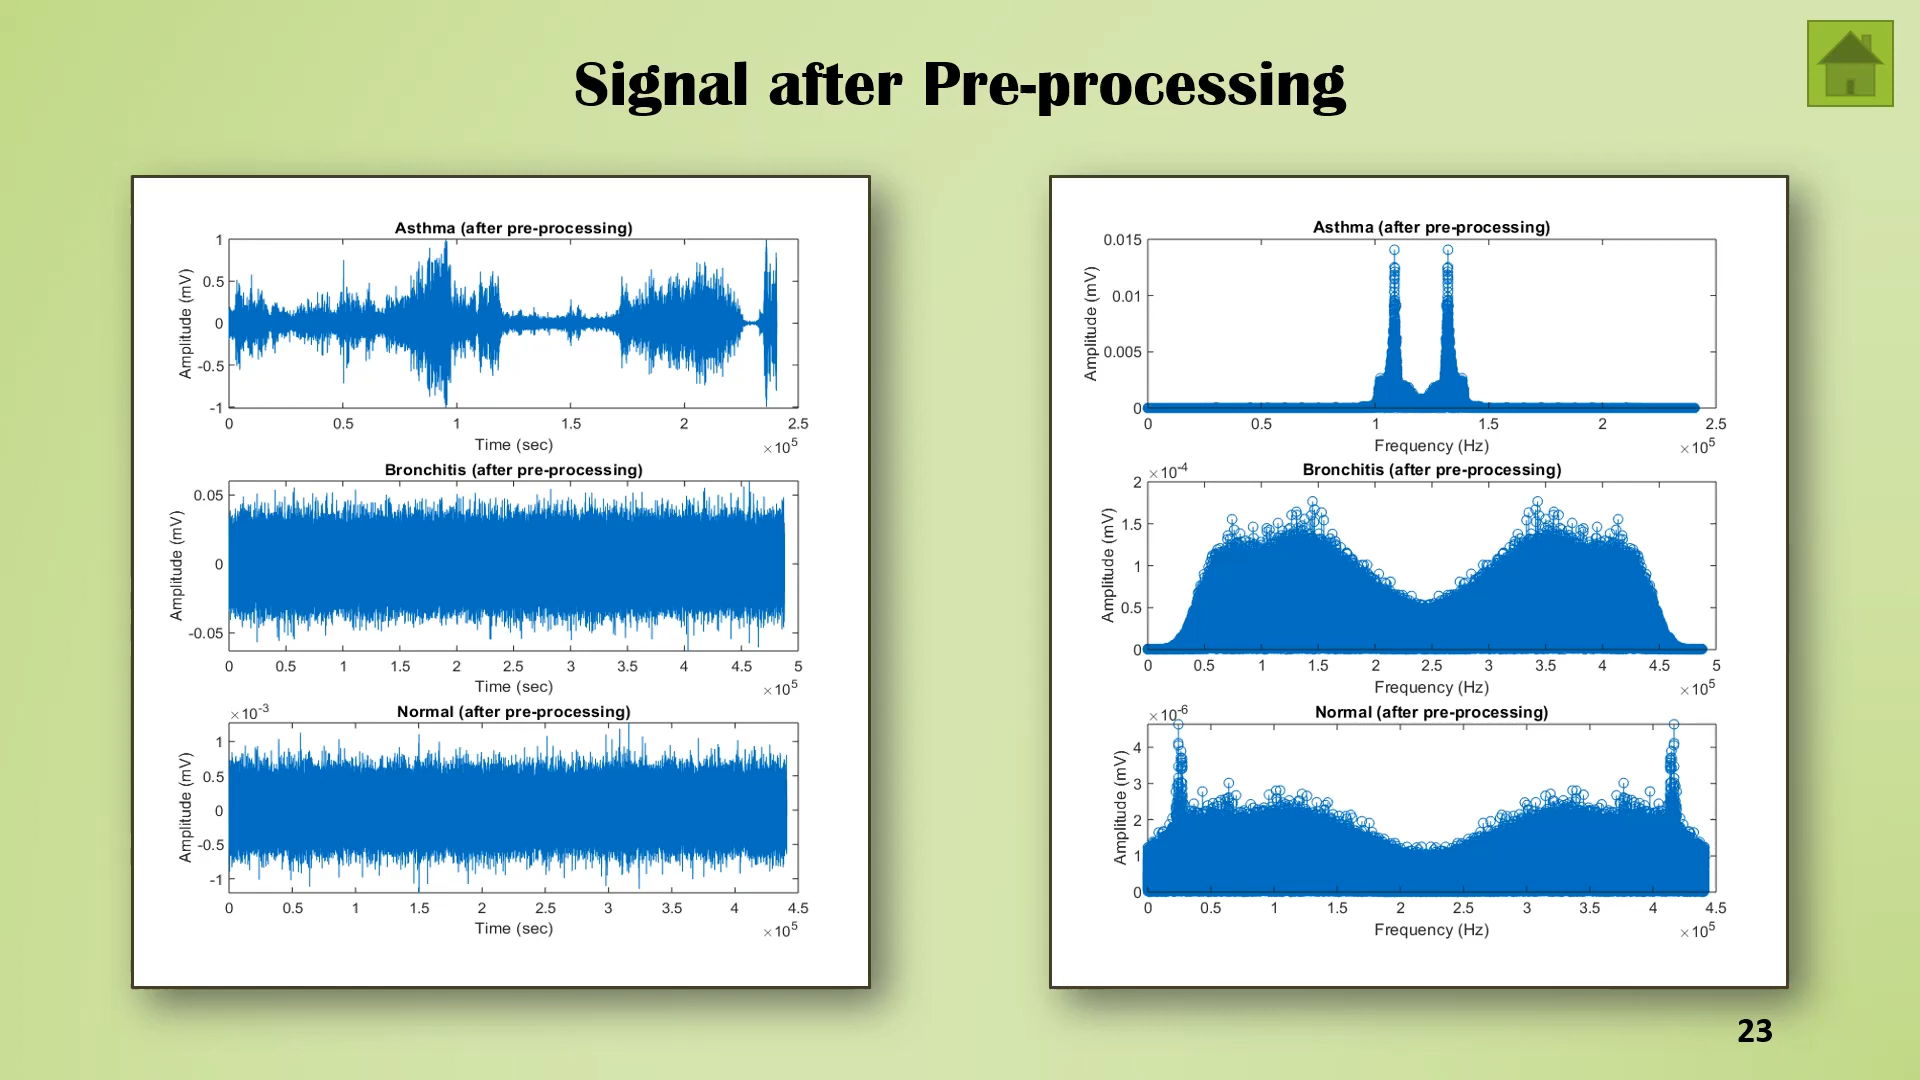 Signal after Pre-processing
Asthma (after pre-processing)
1
0.5
0
-0.5
-1
Amplitude (mV)
0 0.5 1 1.5 2 2.5
Time (sec)
×10^5
Bronchitis (after pre-processing)
0.05
0
-0.05
Amplitude (mV)
0 0.5 1 1.5 2 2.5 3 3.5 4 4.5 5
Time (sec)
×10^5
×10^-3
Normal (after pre-processing)
1
0.5
0
-0.5
-1
Amplitude (mV)
0 0.5 1 1.5 2 2.5 3 3.5 4 4.5
Time (sec)
×10^5
Asthma (after pre-processing)
0.015
0.01
0.005
0
Amplitude (mV)
0 0.5 1 1.5 2 2.5
Frequency (Hz)
×10^5
×10^-4
Bronchitis (after pre-processing)
2
1.5
1
0.5
0
Amplitude (mV)
0 0.5 1 1.5 2 2.5 3 3.5 4 4.5 5
Frequency (Hz)
×10^5
×10^-6
Normal (after pre-processing)
4
3
2
1
0
Amplitude (mV)
0 0.5 1 1.5 2 2.5 3 3.5 4 4.5
Frequency (Hz)
×10^5
23